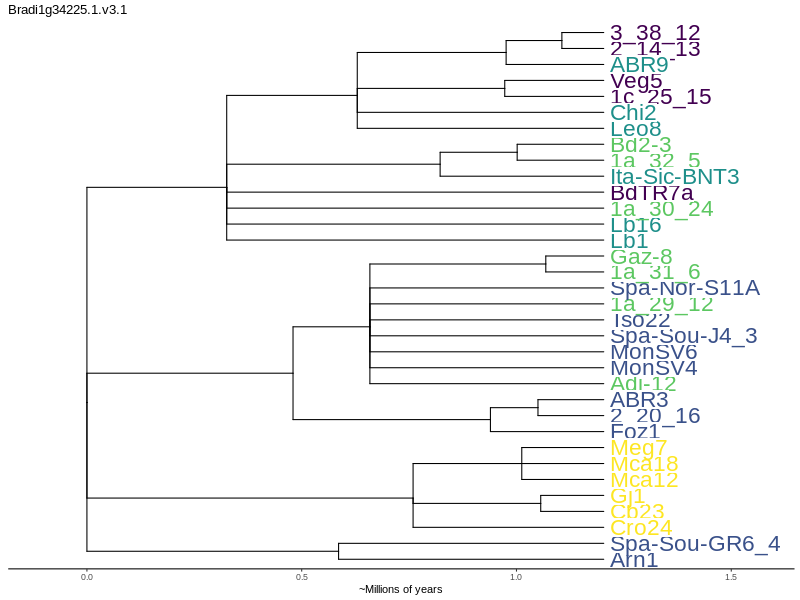 Bradi1g34225.1.v3.1
3_38_12
2_14_13
ABR9
Veg5
1c_25_15
Chi2
Leo8
Bd2-3
1a_32_5
Ita-Sic-BNT3
BdTR7a
1a_30_24
Lb16
Lb1
Gaz-8
1a_31_6
Spa-Nor-S11A
1a_29_12
Tso22
Spa-Sou-J4_3
MonSV6
MonSV4
Adi-12
ABR3
2_20_16
Foz1
Meg7
Mca18
Mca12
Gj1
Cb23
Cro24
Spa-Sou-GR6_4
Arn1
0.0 0.5 1.0 1.5
~Millions of years